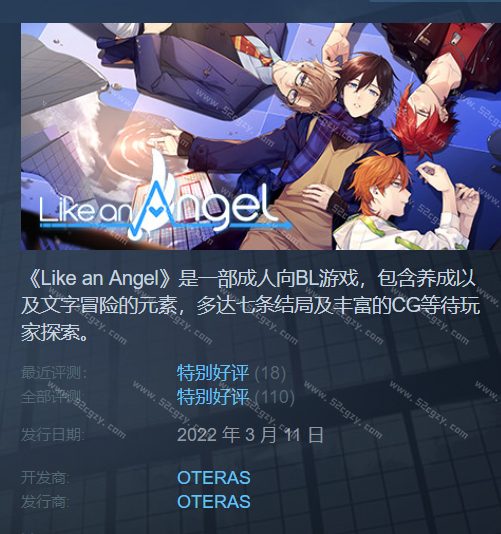 Like an Angel
《Like an Angel》是一部成人向BL游戏，包含养成以
及文字冒险的元素，多达七条结局及丰富的CG等待玩
家探索。
最近评测: 特别好评 (18)
全部评测: 特别好评 (110)
发行日期: 2022 年 3 月 11 日
开发商: OTERAS
发行商: OTERAS
www.52cgzy.com